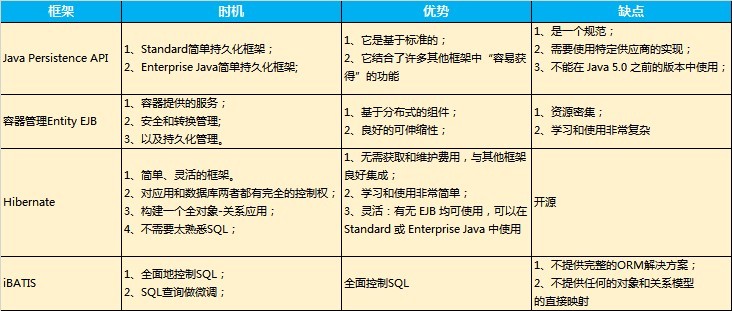 框架 时机 优势 缺点
Java Persistence API
1、Standard简单持久化框架；
2、Enterprise Java简单持久化框架;
1、它是基于标准的；
2、它结合了许多其他框架中“容易获
得”的功能
1、是一个规范；
2、需要使用特定供应商的实现；
3、不能在 Java 5.0 之前的版本中使用；
容器管理Entity EJB
1、容器提供的服务；
2、安全和转换管理;
3、以及持久化管理。
1、基于分布式的组件；
2、良好的可伸缩性；
1、资源密集；
2、学习和使用非常复杂
Hibernate
1、简单、灵活的框架。
2、对应用和数据库两者都有完全的控制权；
3、构建一个全对象-关系应用；
4、不需要太熟悉SQL；
1、无需获取和维护费用，与其他框架
良好集成；
2、学习和使用非常简单；
3、灵活：有无 EJB 均可使用，可以在
Standard 或 Enterprise Java 中使用
开源
iBATIS
1、全面地控制SQL；
2、SQL查询做微调；
全面控制SQL
1、不提供完整的ORM解决方案；
2、不提供任何的对象和关系模型
的直接映射